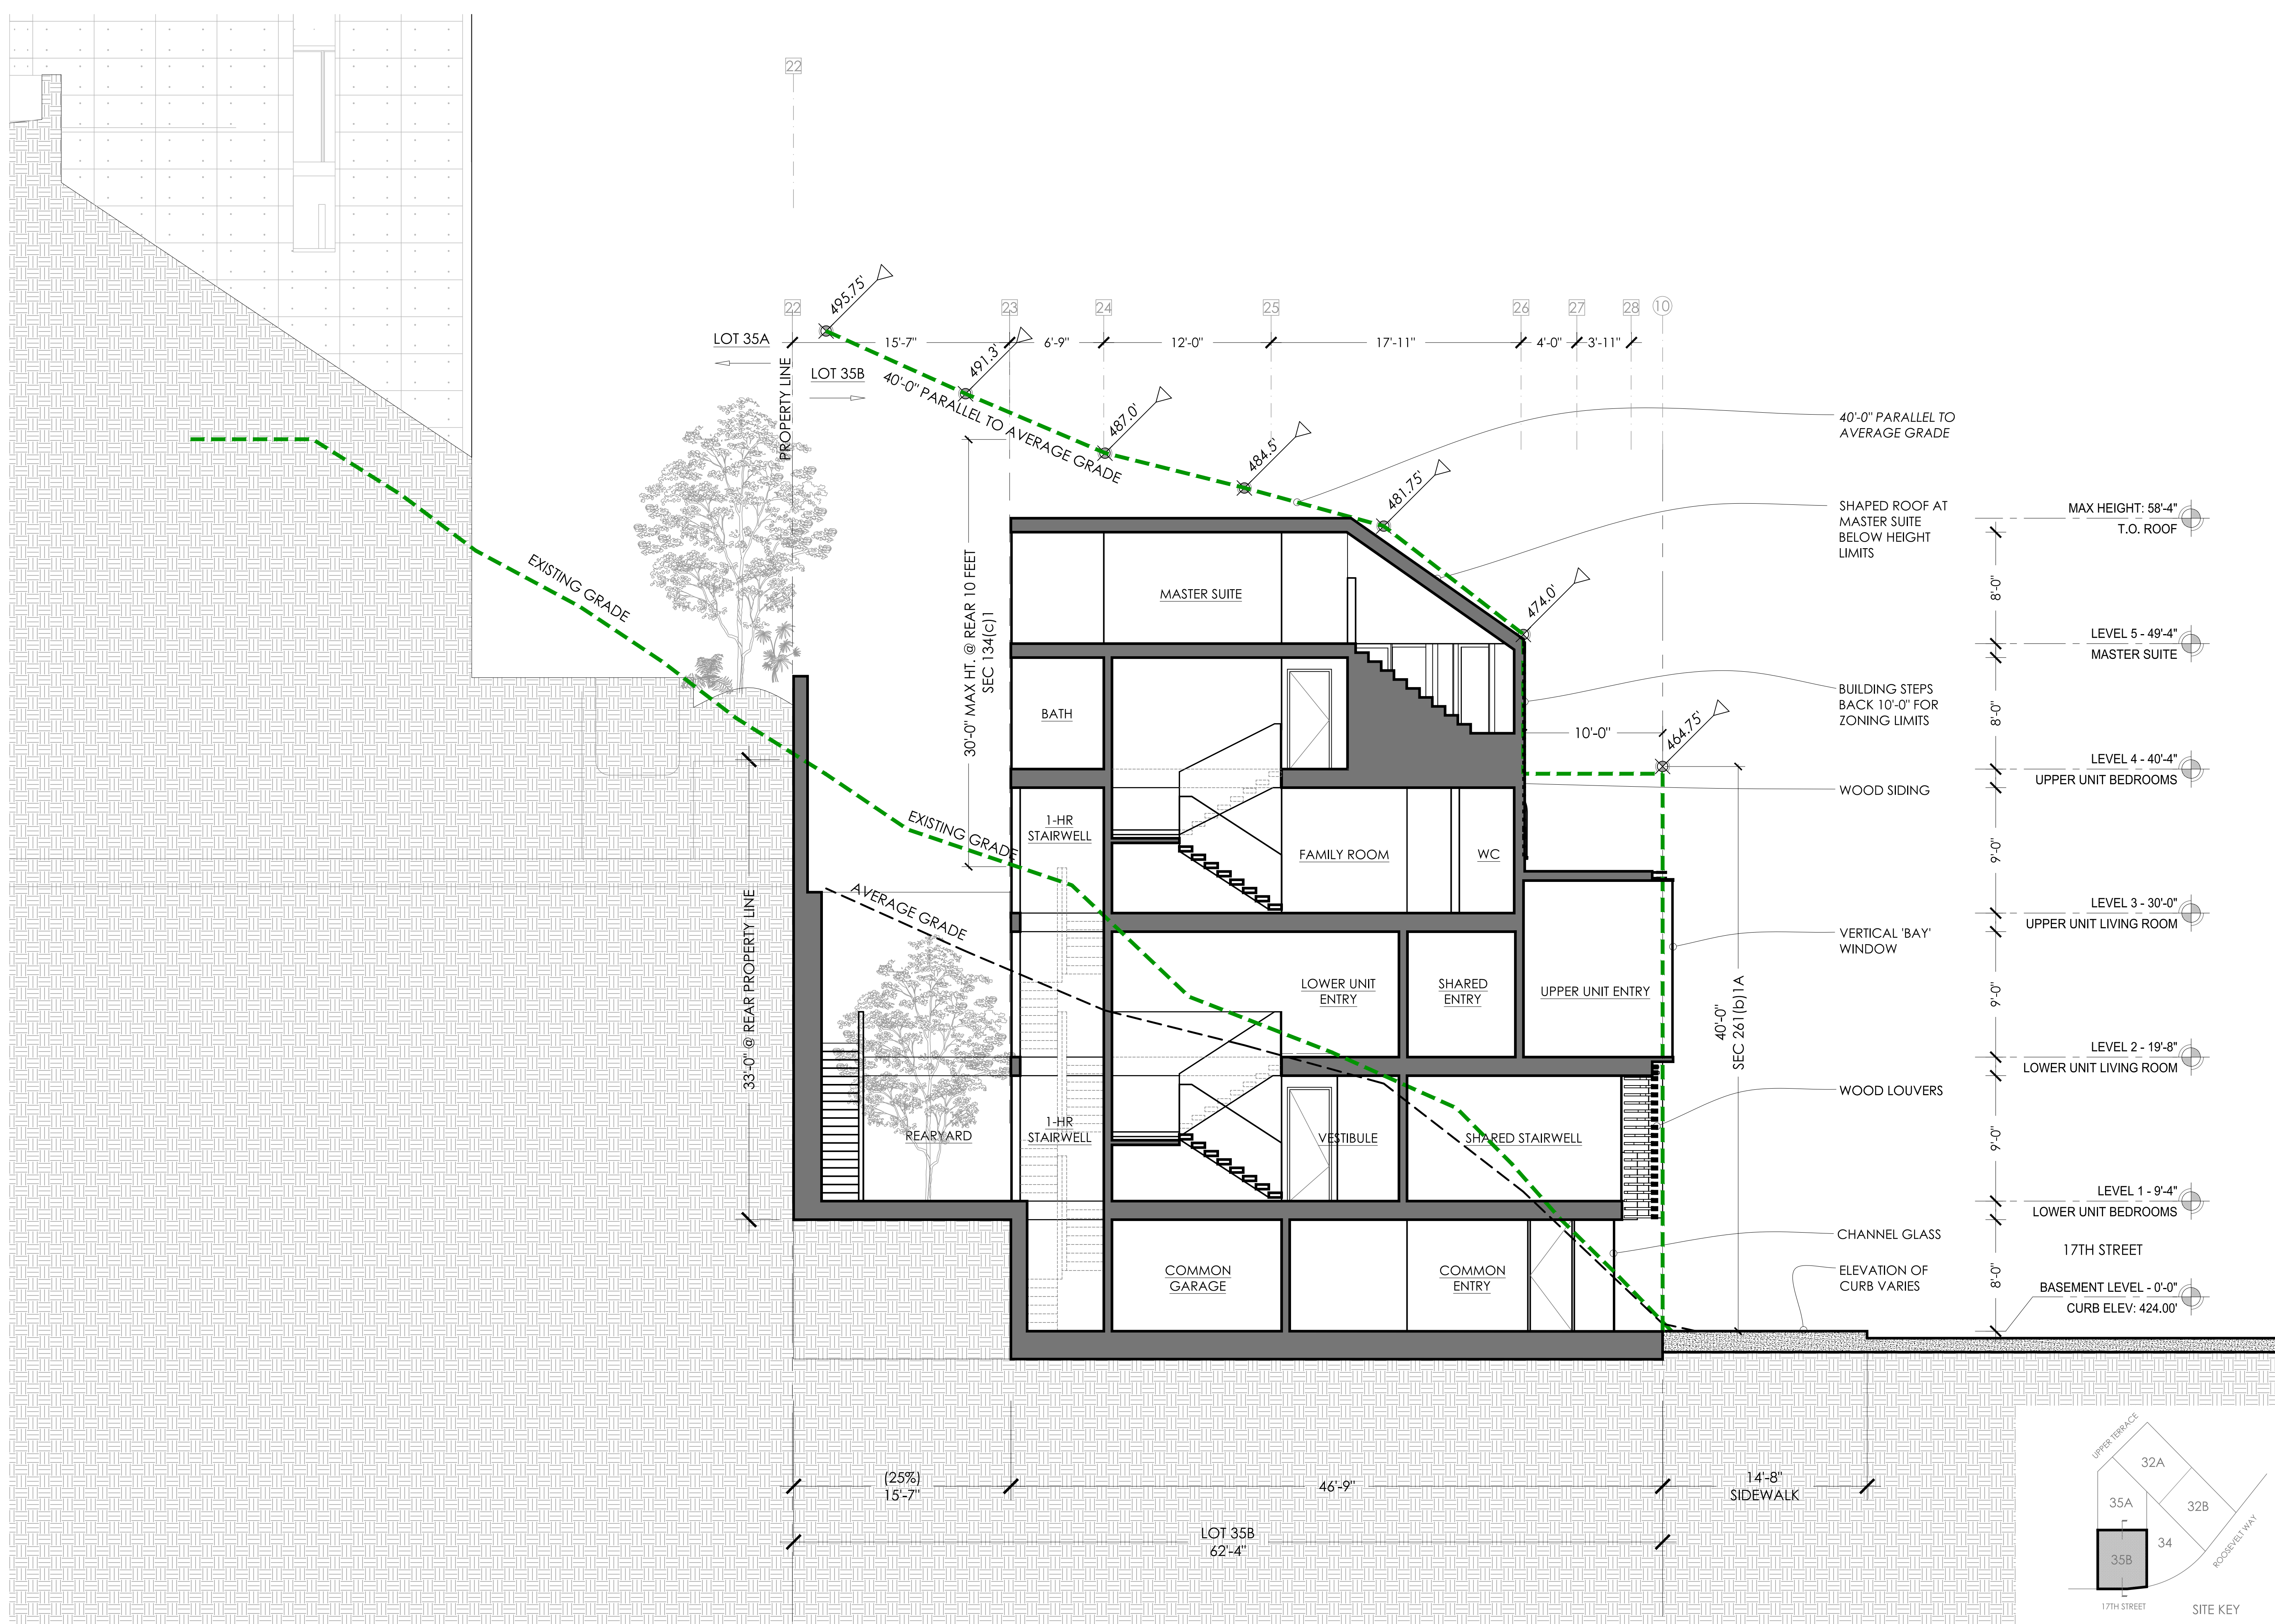 22
22
23
24
25
26
27
28
10
LOT 35A
LOT 35B
PROPERTY LINE
15'-7"
6'-9"
12'-0"
17'-11"
4'-0"
3'-11"
495.75'
491.3'
487.0'
484.5'
481.75'
474.0'
464.75'
40'-0" PARALLEL TO AVERAGE GRADE
30'-0" MAX HT. @ REAR 10 FEET
SEC 134(c)1
EXISTING GRADE
EXISTING GRADE
AVERAGE GRADE
33'-0" @ REAR PROPERTY LINE
MASTER SUITE
BATH
1-HR
STAIRWELL
FAMILY ROOM
WC
LOWER UNIT
ENTRY
SHARED
ENTRY
UPPER UNIT ENTRY
REARYARD
1-HR
STAIRWELL
VESTIBULE
SHARED STAIRWELL
COMMON
GARAGE
COMMON
ENTRY
10'-0"
40'-0"
SEC 261(b)1A
40'-0" PARALLEL TO
AVERAGE GRADE
SHAPED ROOF AT
MASTER SUITE
BELOW HEIGHT
LIMITS
BUILDING STEPS
BACK 10'-0" FOR
ZONING LIMITS
WOOD SIDING
VERTICAL 'BAY'
WINDOW
WOOD LOUVERS
CHANNEL GLASS
ELEVATION OF
CURB VARIES
8'-0"
8'-0"
9'-0"
9'-0"
9'-0"
8'-0"
MAX HEIGHT: 58'-4"
T.O. ROOF
LEVEL 5 - 49'-4"
MASTER SUITE
LEVEL 4 - 40'-4"
UPPER UNIT BEDROOMS
LEVEL 3 - 30'-0"
UPPER UNIT LIVING ROOM
LEVEL 2 - 19'-8"
LOWER UNIT LIVING ROOM
LEVEL 1 - 9'-4"
LOWER UNIT BEDROOMS
17TH STREET
BASEMENT LEVEL - 0'-0"
CURB ELEV: 424.00'
(25%)
15'-7"
46'-9"
14'-8"
SIDEWALK
LOT 35B
62'-4"
UPPER TERRACE
32A
35A
32B
34
35B
ROOSEVELT WAY
17TH STREET
SITE KEY